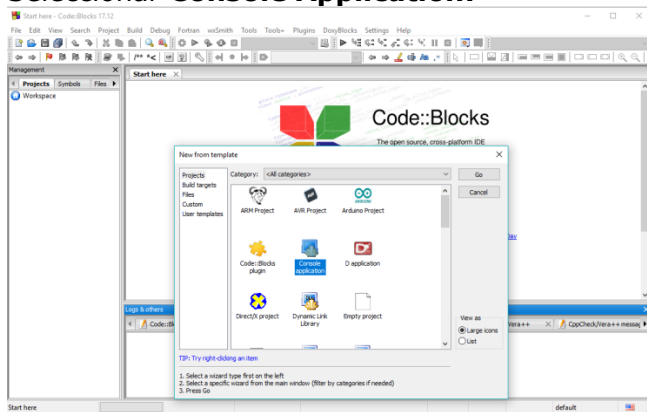 Seleccionar Console Application.
Start here - Code::Blocks 17.12
File Edit View Search Project Build Debug Fortran wxSmith Tools Tools+ Plugins DoxyBlocks Settings Help
Management
Projects Symbols Files
Workspace
Start here
Code::Blocks
The open source, cross-platform IDE
New from template
Projects
Build targets
Files
Custom
User templates
Category: <All categories>
Go
Cancel
ARM Project AVR Project Arduino Project
Code::Blocks plugin
Console application
D application
Direct/X project
Dynamic Link Library
Empty project
View as
Large icons
List
TIP: Try right-clicking an item
1. Select a wizard type first on the left
2. Select a specific wizard from the main window (filter by categories if needed)
3. Press Go
Logs & others
Code::Bl
Vera++
CppCheck/Vera++ messag
Start here
default